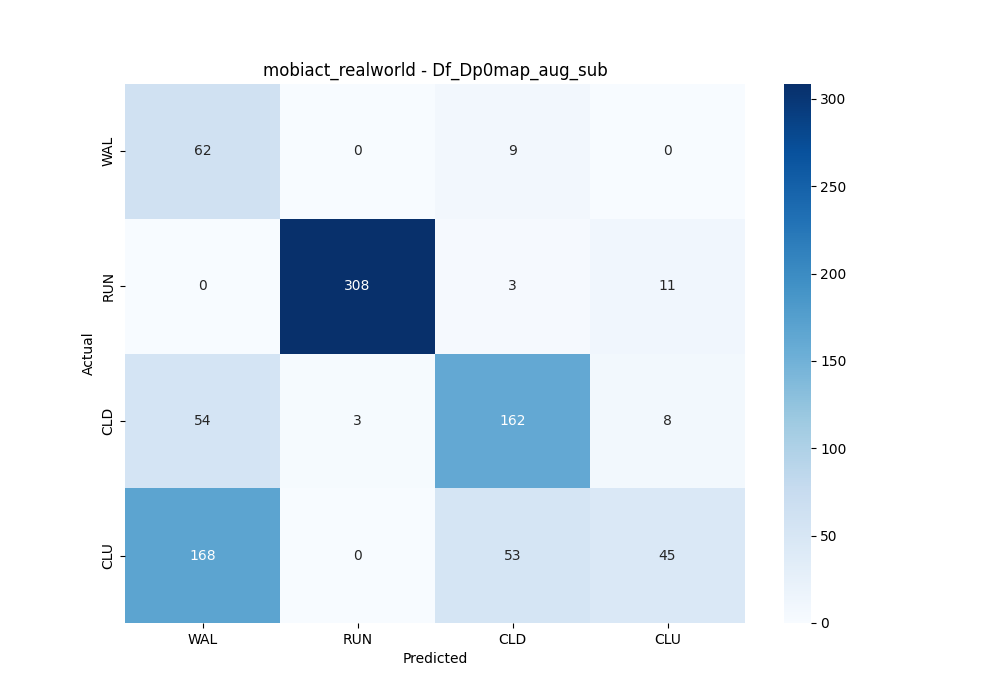 mobiact_realworld - Df_Dp0map_aug_sub
WAL 62 0 9 0
RUN 0 308 3 11
CLD 54 3 162 8
CLU 168 0 53 45
WAL RUN CLD CLU
Predicted
Actual
300
250
200
150
100
50
0